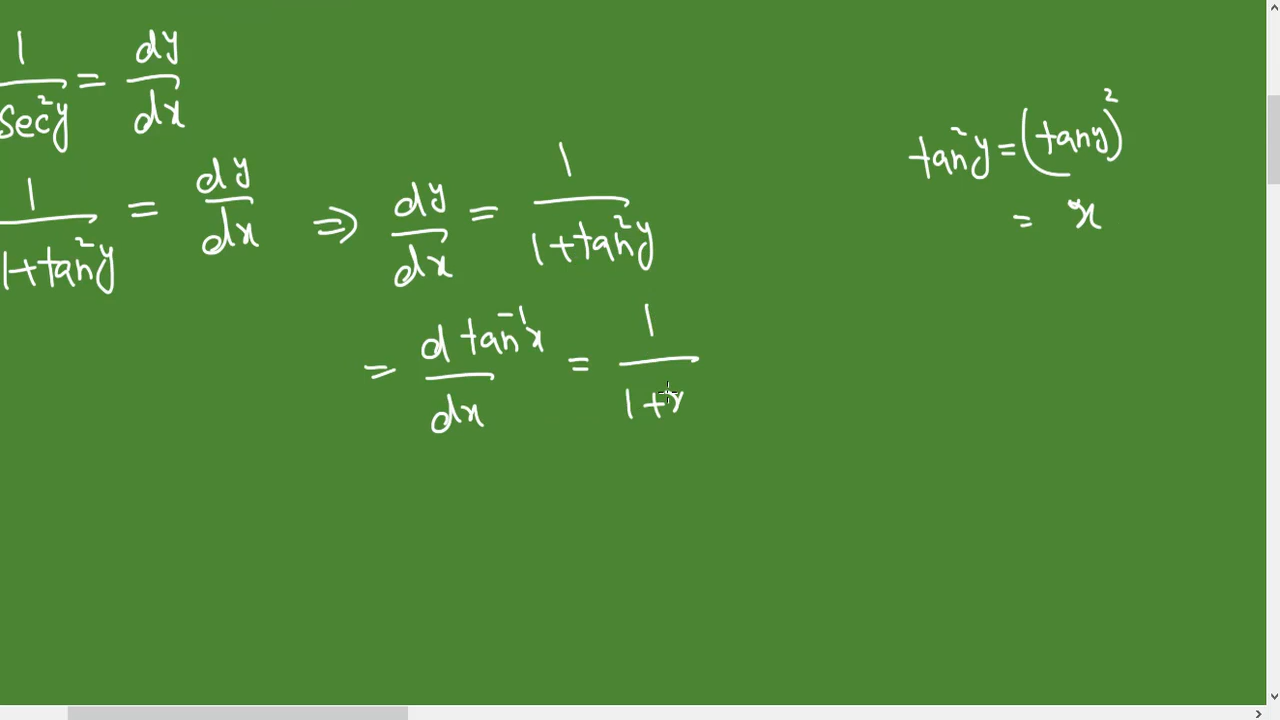 1/sec²y = dy/dx
tan²y = (tan y)²
= x
1/(1+tan²y) = dy/dx ⇒ dy/dx = 1/(1+tan²y)
= d tan⁻¹x/dx = 1/(1+x